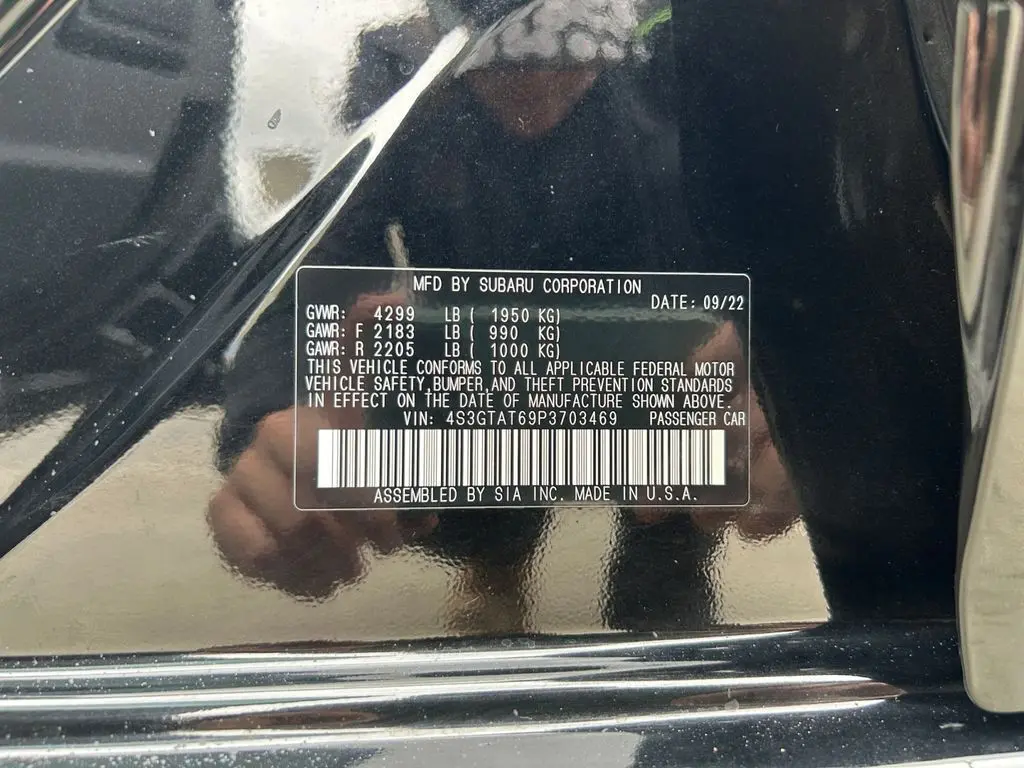 MFD BY SUBARU CORPORATION
DATE: 09/22
GVWR: 4299 LB ( 1950 KG)
GAWR: F 2183 LB ( 990 KG)
GAWR: R 2205 LB ( 1000 KG)
THIS VEHICLE CONFORMS TO ALL APPLICABLE FEDERAL MOTOR
VEHICLE SAFETY,BUMPER,AND THEFT PREVENTION STANDARDS
IN EFFECT ON THE DATE OF MANUFACTURE SHOWN ABOVE.
VIN: 4S3GTAT69P3703469 PASSENGER CAR
ASSEMBLED BY SIA INC. MADE IN U.S.A.